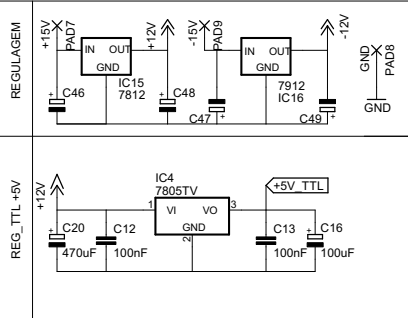 REGULAGEM
+15V
PAD7
IN OUT
GND
+12V
IC15
7812
C46
C48
-15V
PAD9
IN OUT
GND
-12V
7912
IC16
C47
C49
GND
PAD8
GND
REG_TTL +5V
+12V
IC4
7805TV
1
VI VO
3
GND
2
+5V_TTL
C20
470uF
C12
100nF
C13
100nF
C16
100uF